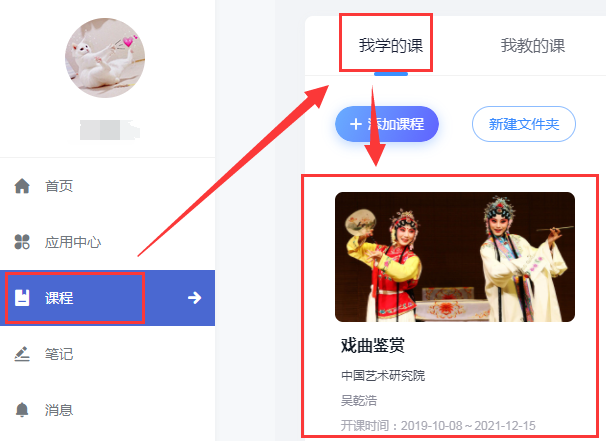 首页
应用中心
课程
笔记
消息
我学的课 我教的课
+ 添加课程 新建文件夹
戏曲鉴赏
中国艺术研究院
吴乾浩
开课时间：2019-10-08～2021-12-15